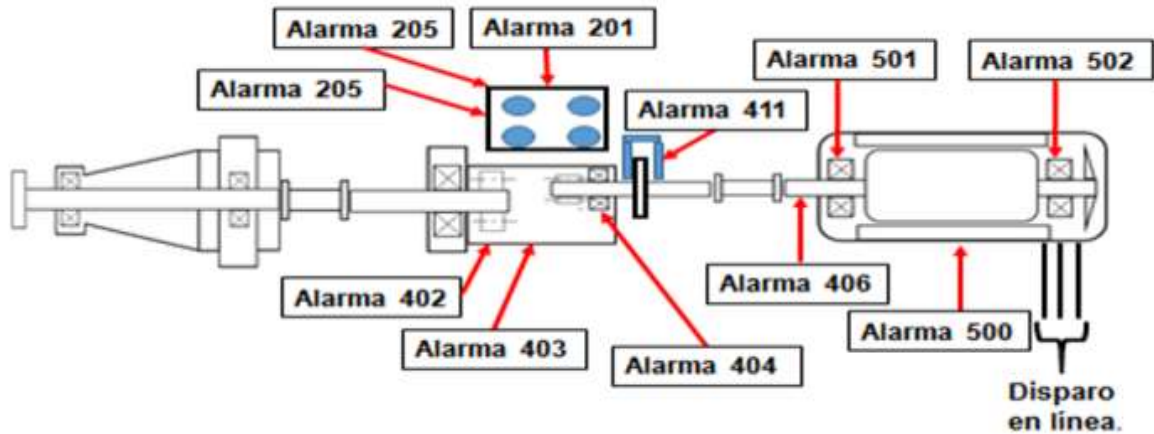 Alarma 205
Alarma 201
Alarma 205
Alarma 501
Alarma 502
Alarma 411
Alarma 402
Alarma 406
Alarma 403
Alarma 404
Alarma 500
Disparo
en línea.